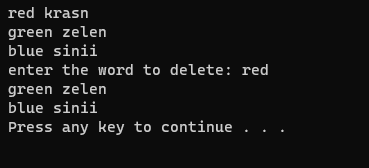 red krasn
green zelen
blue sinii
enter the word to delete: red
green zelen
blue sinii
Press any key to continue . . .